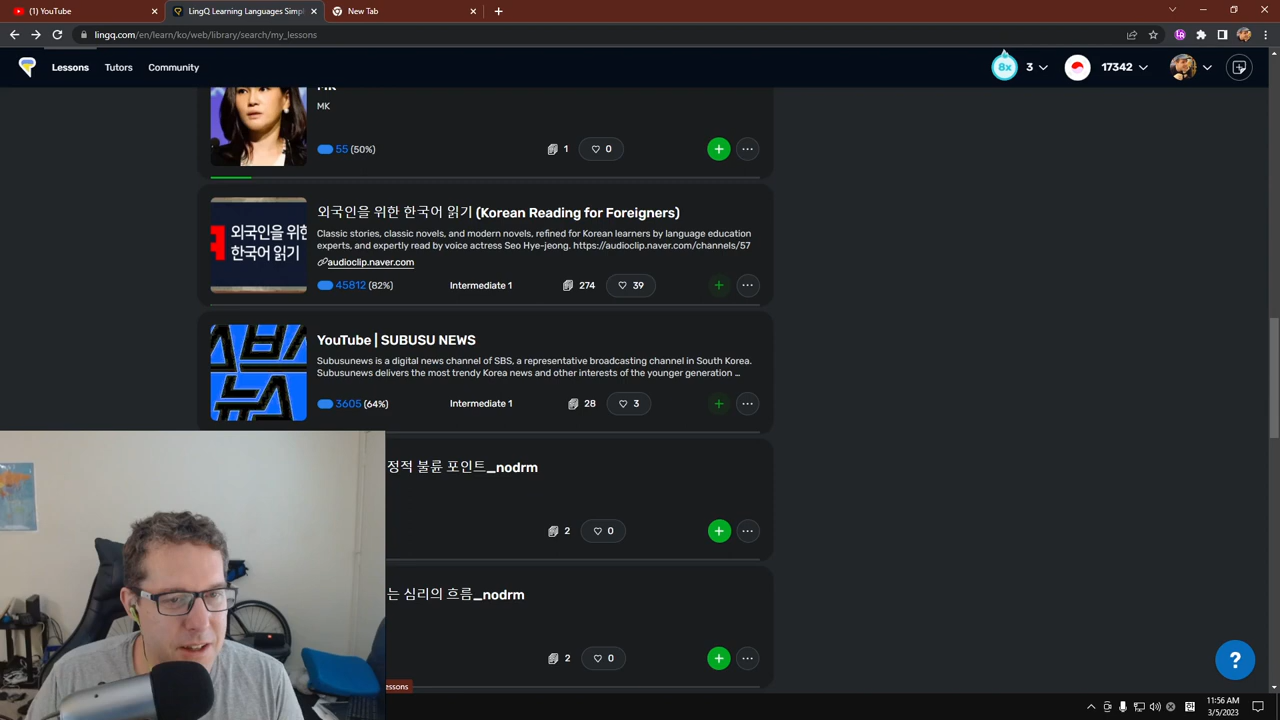 YouTube
LingQ Learning Languages Simpl
New Tab
lingq.com/en/learn/ko/web/library/search/my_lessons
Lessons
Tutors
Community
8x
3
17342
MK
55 (50%)
1
0
외국인을 위한
한국어 읽기
외국인을 위한 한국어 읽기 (Korean Reading for Foreigners)
Classic stories, classic novels, and modern novels, refined for Korean learners by language education
experts, and expertly read by voice actress Seo Hye-jeong. https://audioclip.naver.com/channels/57
audioclip.naver.com
45812 (82%)
Intermediate 1
274
39
YouTube | SUBUSU NEWS
Subusunews is a digital news channel of SBS, a representative broadcasting channel in South Korea.
Subusunews delivers the most trendy Korea news and other interests of the younger generation ...
3605 (64%)
Intermediate 1
28
3
정적 불륜 포인트_nodrm
2
0
는 심리의 흐름_nodrm
2
0
essons
?
11:56 AM
3/5/2023